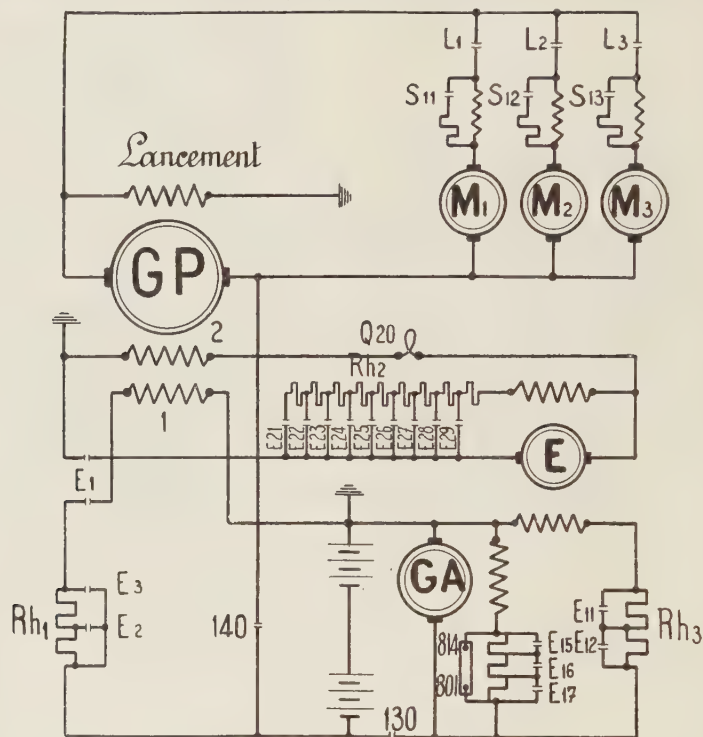 L1 L2 L3
S11 S12 S13
Lancement
M1 M2 M3
GP
2
Q20
Rh2
1
E21 E22 E23 E24 E25 E26 E27 E28 E29
E
E1
GA
E3
Rh1
E2
140
E11
E12
Rh3
814
801
E15
E16
E17
130